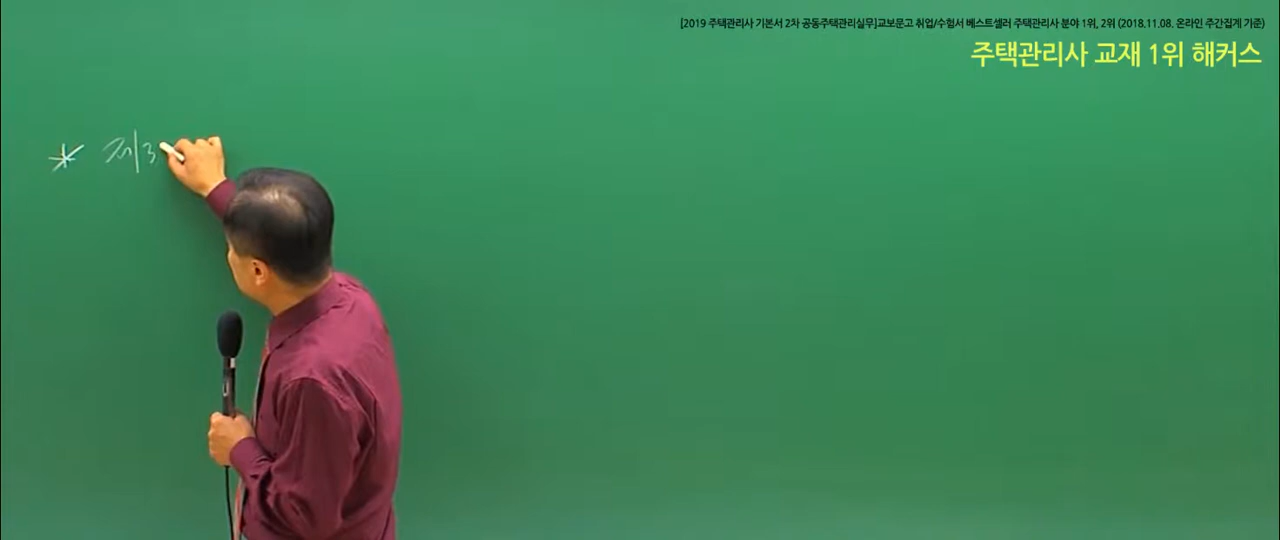 [2019 주택관리사 기본서 2차 공동주택관리실무]교보문고 취업/수험서 베스트셀러 주택관리사 분야 1위, 2위 (2018.11.08. 온라인 주간집계 기준)
주택관리사 교재 1위 해커스
* 제3